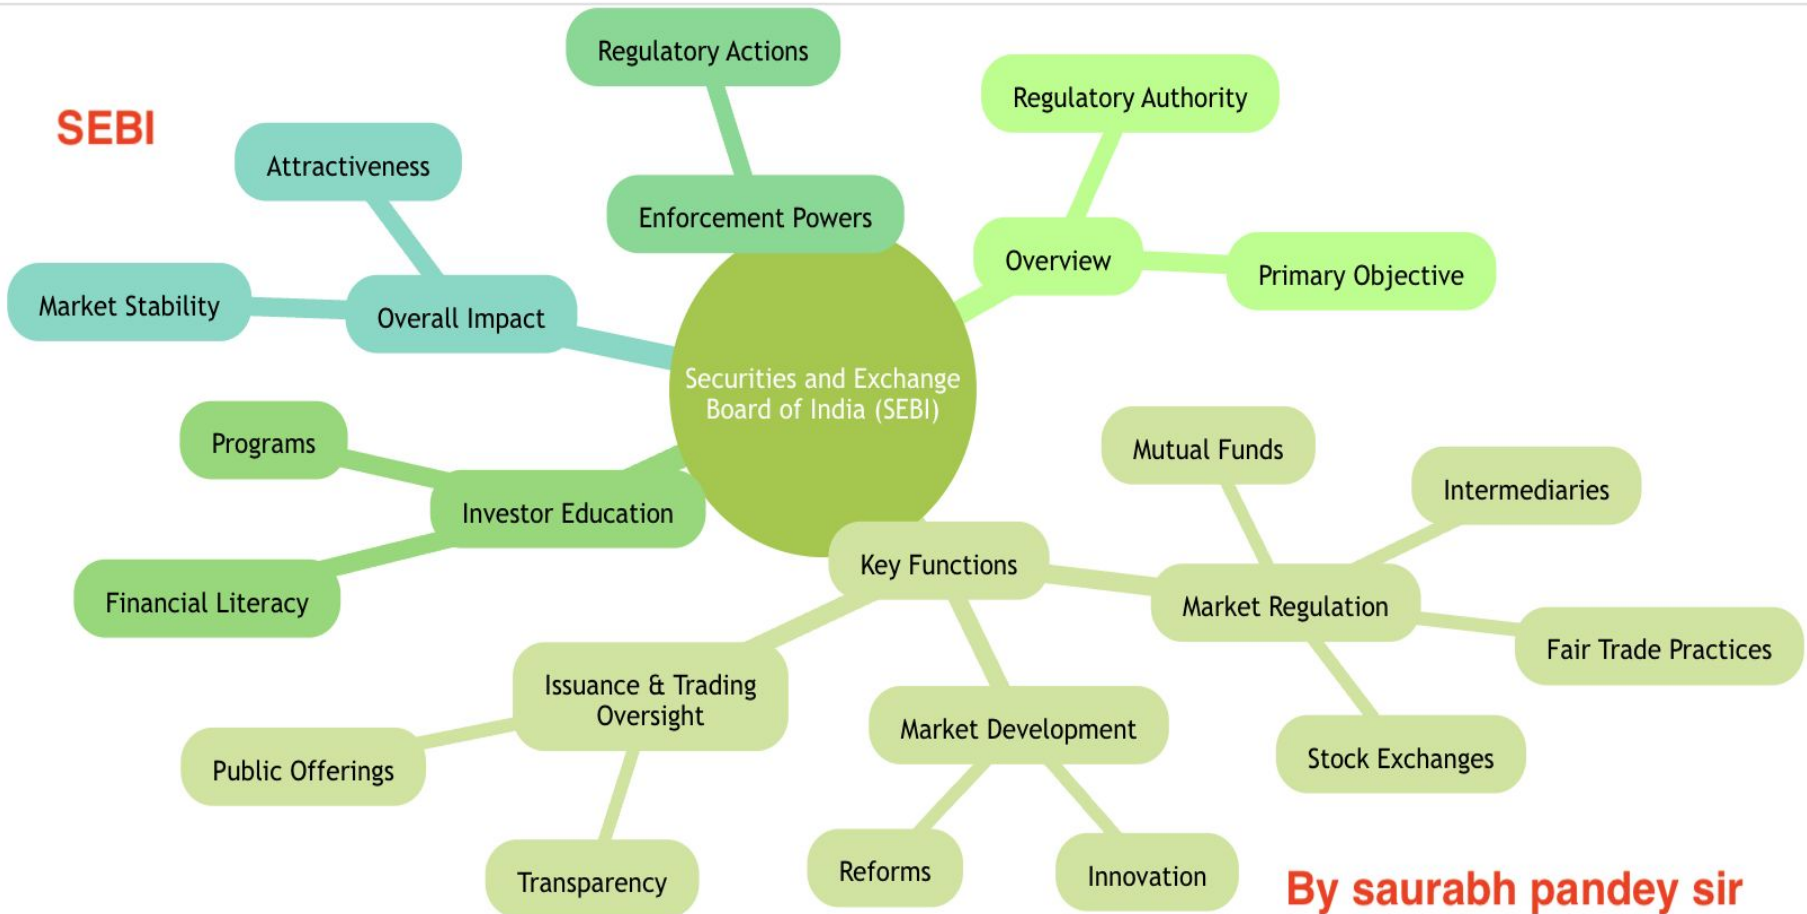 Regulatory Actions
Regulatory Authority
SEBI
Attractiveness
Enforcement Powers
Overview
Primary Objective
Market Stability
Overall Impact
Securities and Exchange
Board of India (SEBI)
Programs
Mutual Funds
Intermediaries
Investor Education
Key Functions
Financial Literacy
Market Regulation
Fair Trade Practices
Issuance & Trading
Oversight
Market Development
Public Offerings
Stock Exchanges
Transparency
Reforms
Innovation
By saurabh pandey sir